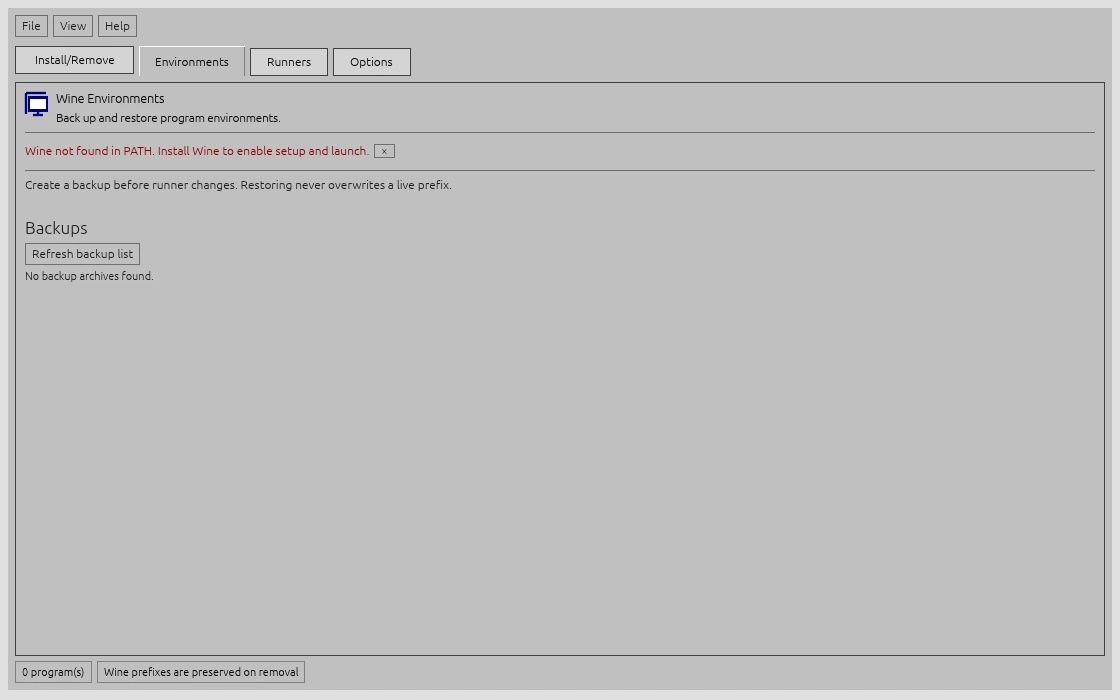 File View Help
Install/Remove Environments Runners Options
Wine Environments
Back up and restore program environments.
Wine not found in PATH. Install Wine to enable setup and launch. ×
Create a backup before runner changes. Restoring never overwrites a live prefix.
Backups
Refresh backup list
No backup archives found.
0 program(s) Wine prefixes are preserved on removal